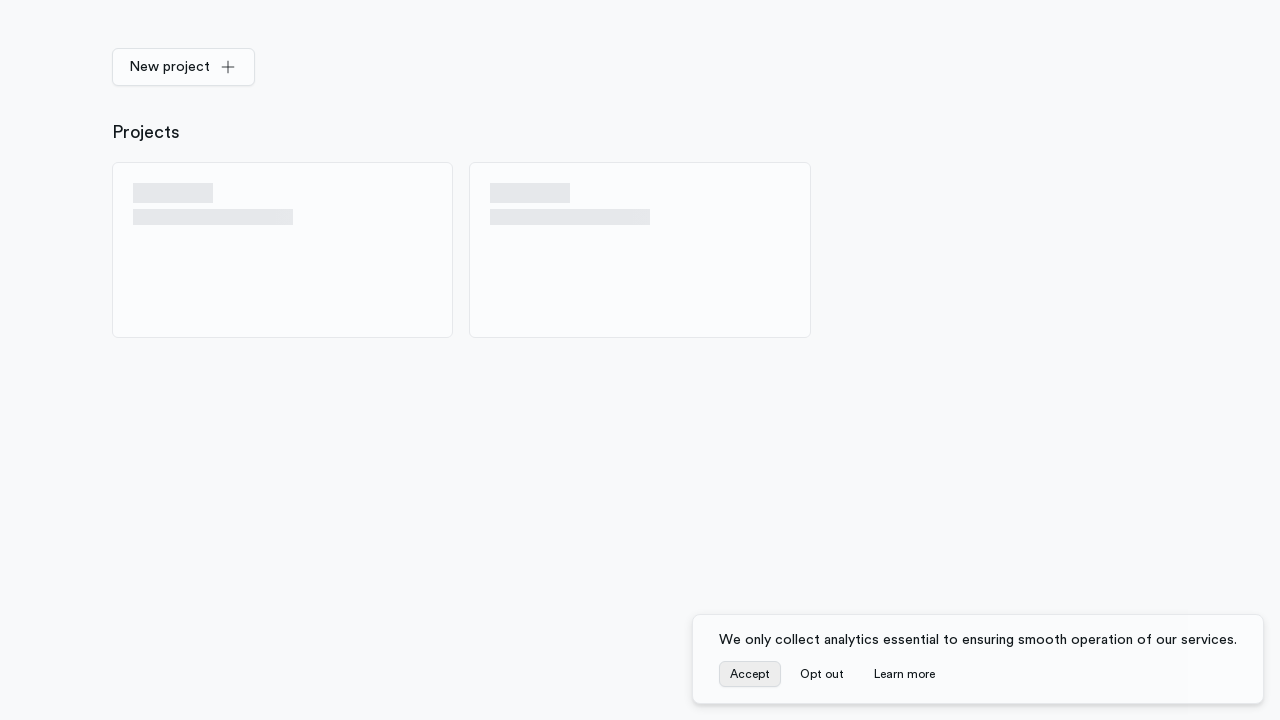 New project
Projects
We only collect analytics essential to ensuring smooth operation of our services.
Accept
Opt out
Learn more